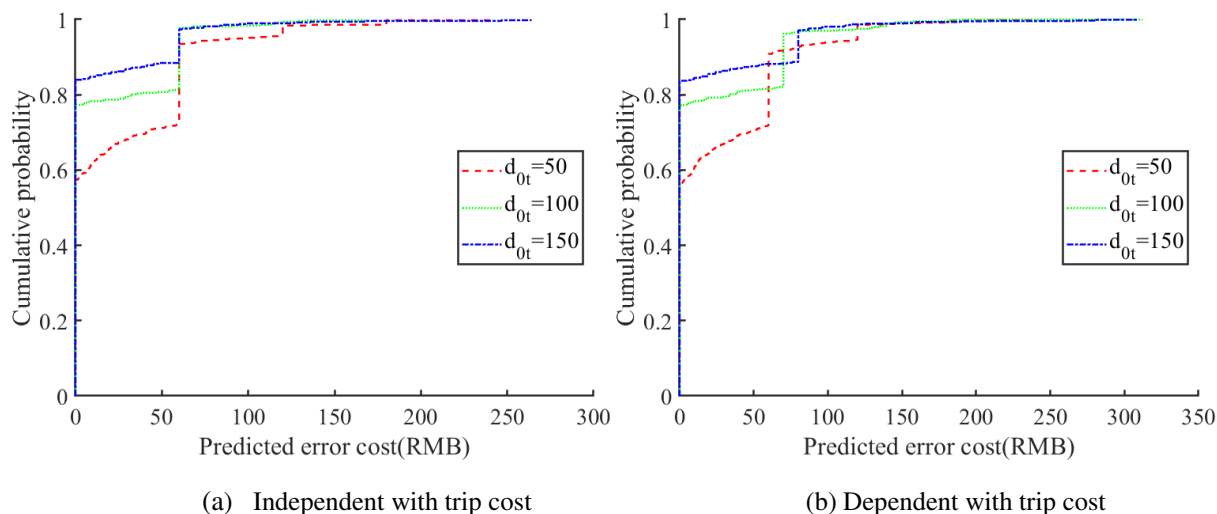 1
0.8
0.6
0.4
0.2
0
Cumulative probability
0 50 100 150 200 250 300
Predicted error cost(RMB)
d0t=50
d0t=100
d0t=150
(a) Independent with trip cost
1
0.8
0.6
0.4
0.2
0
Cumulative probability
0 50 100 150 200 250 300 350
Predicted error cost(RMB)
d0t=50
d0t=100
d0t=150
(b) Dependent with trip cost